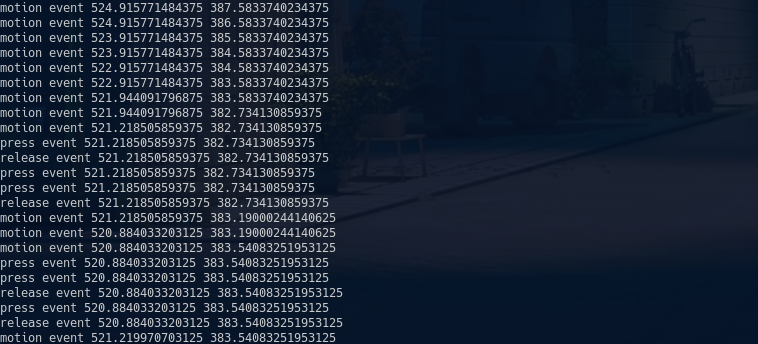 motion event 524.915771484375 387.5833740234375
motion event 524.915771484375 386.5833740234375
motion event 523.915771484375 385.5833740234375
motion event 523.915771484375 384.5833740234375
motion event 522.915771484375 384.5833740234375
motion event 522.915771484375 383.5833740234375
motion event 521.944091796875 383.5833740234375
motion event 521.944091796875 382.734130859375
motion event 521.218505859375 382.734130859375
press event 521.218505859375 382.734130859375
release event 521.218505859375 382.734130859375
press event 521.218505859375 382.734130859375
press event 521.218505859375 382.734130859375
release event 521.218505859375 382.734130859375
motion event 521.218505859375 383.19000244140625
motion event 520.884033203125 383.19000244140625
motion event 520.884033203125 383.54083251953125
press event 520.884033203125 383.54083251953125
press event 520.884033203125 383.54083251953125
release event 520.884033203125 383.54083251953125
press event 520.884033203125 383.54083251953125
release event 520.884033203125 383.54083251953125
motion event 521.219970703125 383.54083251953125